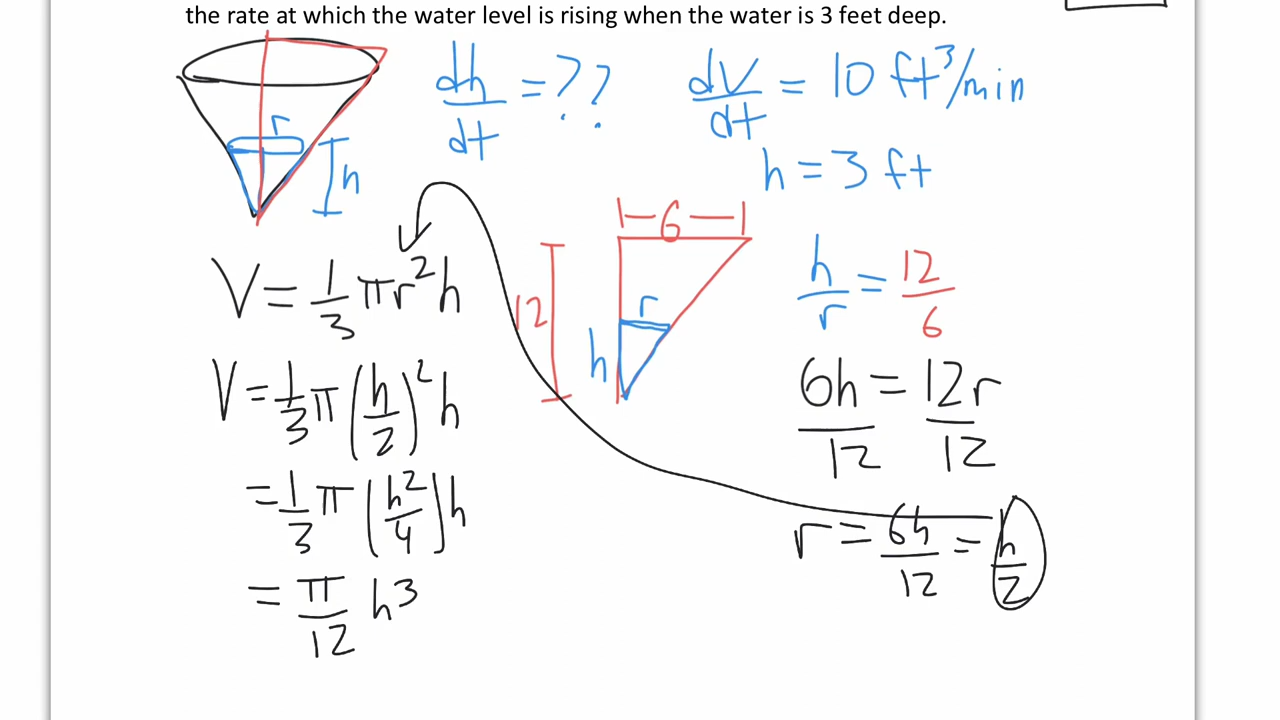 the rate at which the water level is rising when the water is 3 feet deep.
dh/dt = ?? dV/dt = 10 ft³/min
r
h
h = 3 ft
V = 1/3 πr²h
6
12
r
h
h/r = 12/6
V = 1/3 π (h/2)² h
6h/12 = 12r/12
= 1/3 π (h²/4) h
r = 6h/12 = h/2
= π/12 h³